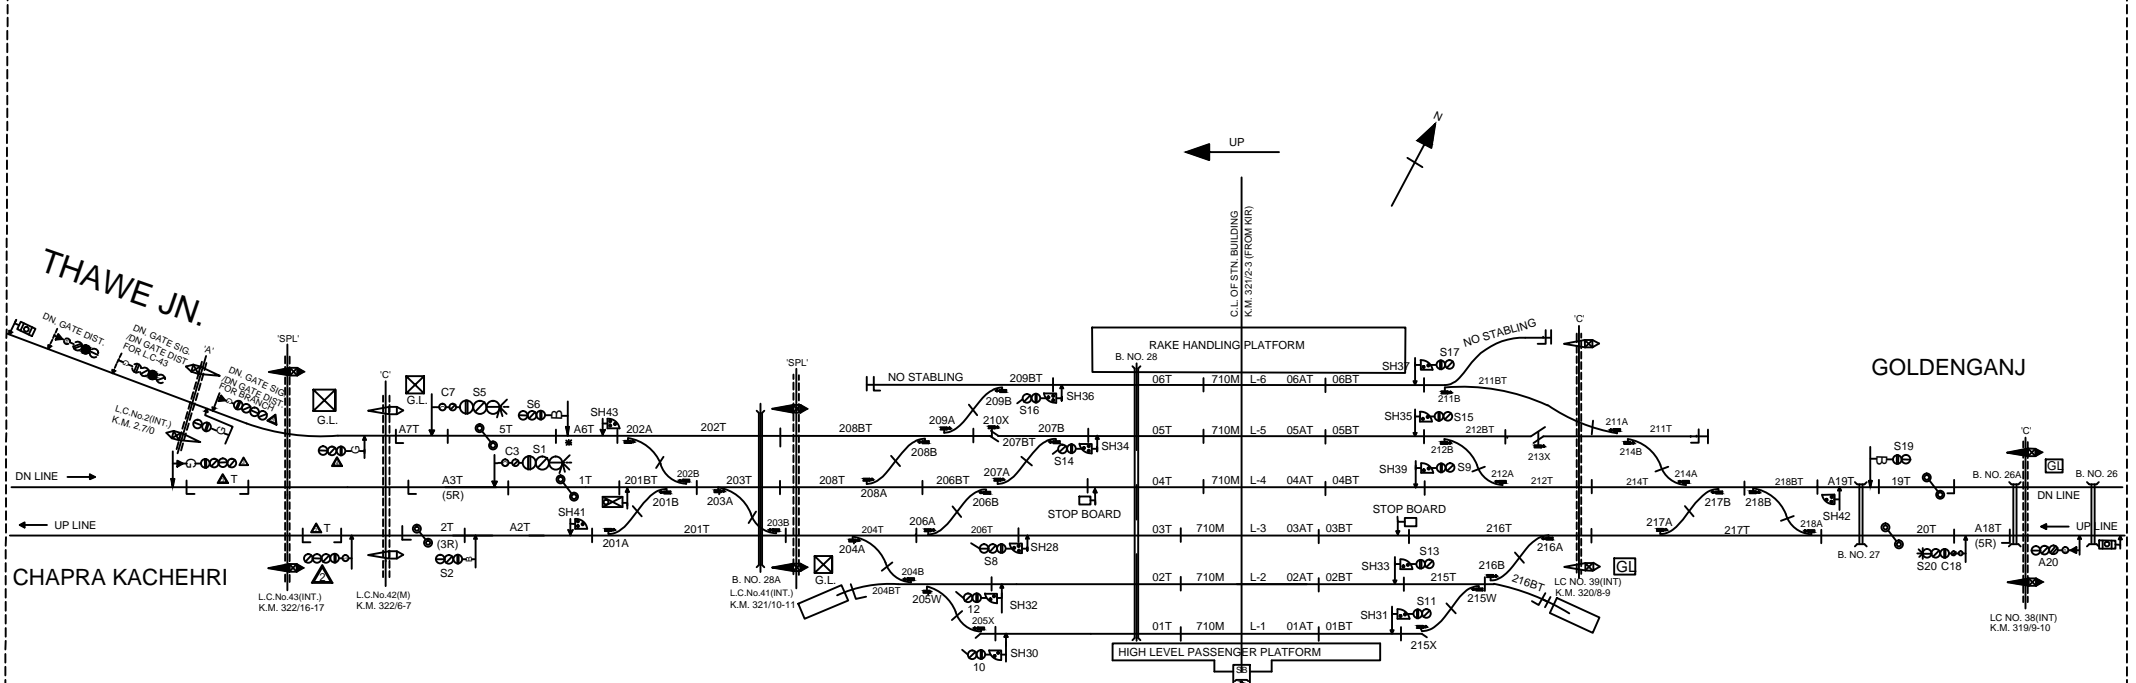 N
UP
C.L. OF STN. BUILDING
K.M. 321/2-3 (FROM KIR)
THAWE JN.
DN. GATE DIST.
DN. GATE SIG.
/DN GATE DIST.
FOR L.C-43
'A'
DN. GATE SIG
/DN GATE DIST.
FOR BRANCH
L.C.No.2(INT.)
K.M. 2.7/0
'SPL'
G.L.
'C'
G.L.
C7
S5
S6
SH43
'SPL'
NO STABLING
209BT
RAKE HANDLING PLATFORM
B. NO. 28
NO STABLING
'C'
GOLDENGANJ
06T
710M
L-6
06AT
06BT
SH37
S17
211BT
211B
S16
SH36
209B
209A
210X
A7T
5T
A6T
202A
202T
208BT
208B
207BT
207B
S14
SH34
05T
710M
L-5
05AT
05BT
SH35
S15
212BT
212B
213X
211A
211T
214B
C3
S1
G
G
G
T
DN LINE
A3T
(5R)
1T
201BT
202B
201B
203T
203A
208T
208A
206BT
207A
206B
STOP BOARD
04T
710M
L-4
04AT
04BT
SH39
S9
212A
212T
214T
214A
217B
218B
218BT
A19T
SH42
S19
B
19T
B. NO. 26A
'C'
GL
B. NO. 26
DN LINE
UP LINE
T
2T
(3R)
A2T
SH41
201A
201T
203B
204T
204A
206A
206T
S8
SH28
03T
710M
L-3
03AT
03BT
STOP BOARD
216T
216A
217A
217T
218A
B. NO. 27
20T
A18T
(5R)
UP LINE
2
S2
B
S20 C18
A20
CHAPRA KACHEHRI
L.C.No.43(INT.)
K.M. 322/16-17
L.C.No.42(M)
K.M. 322/6-7
B. NO. 28A
L.C.No.41(INT.)
K.M. 321/10-11
G.L.
204B
204BT
205W
12
SH32
02T
710M
L-2
02AT
02BT
SH33
S13
215T
216B
215W
216BT
LC NO. 39(INT)
K.M. 320/8-9
GL
205X
10
SH30
01T
710M
L-1
01AT
01BT
SH31
S11
215X
LC NO. 38(INT)
K.M. 319/9-10
HIGH LEVEL PASSENGER PLATFORM
SB